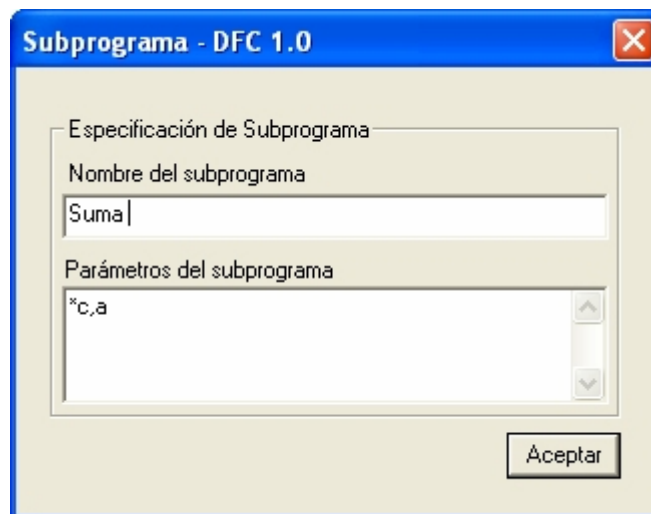 Subprograma - DFC 1.0
Especificación de Subprograma
Nombre del subprograma
Suma
Parámetros del subprograma
*c,a
Aceptar